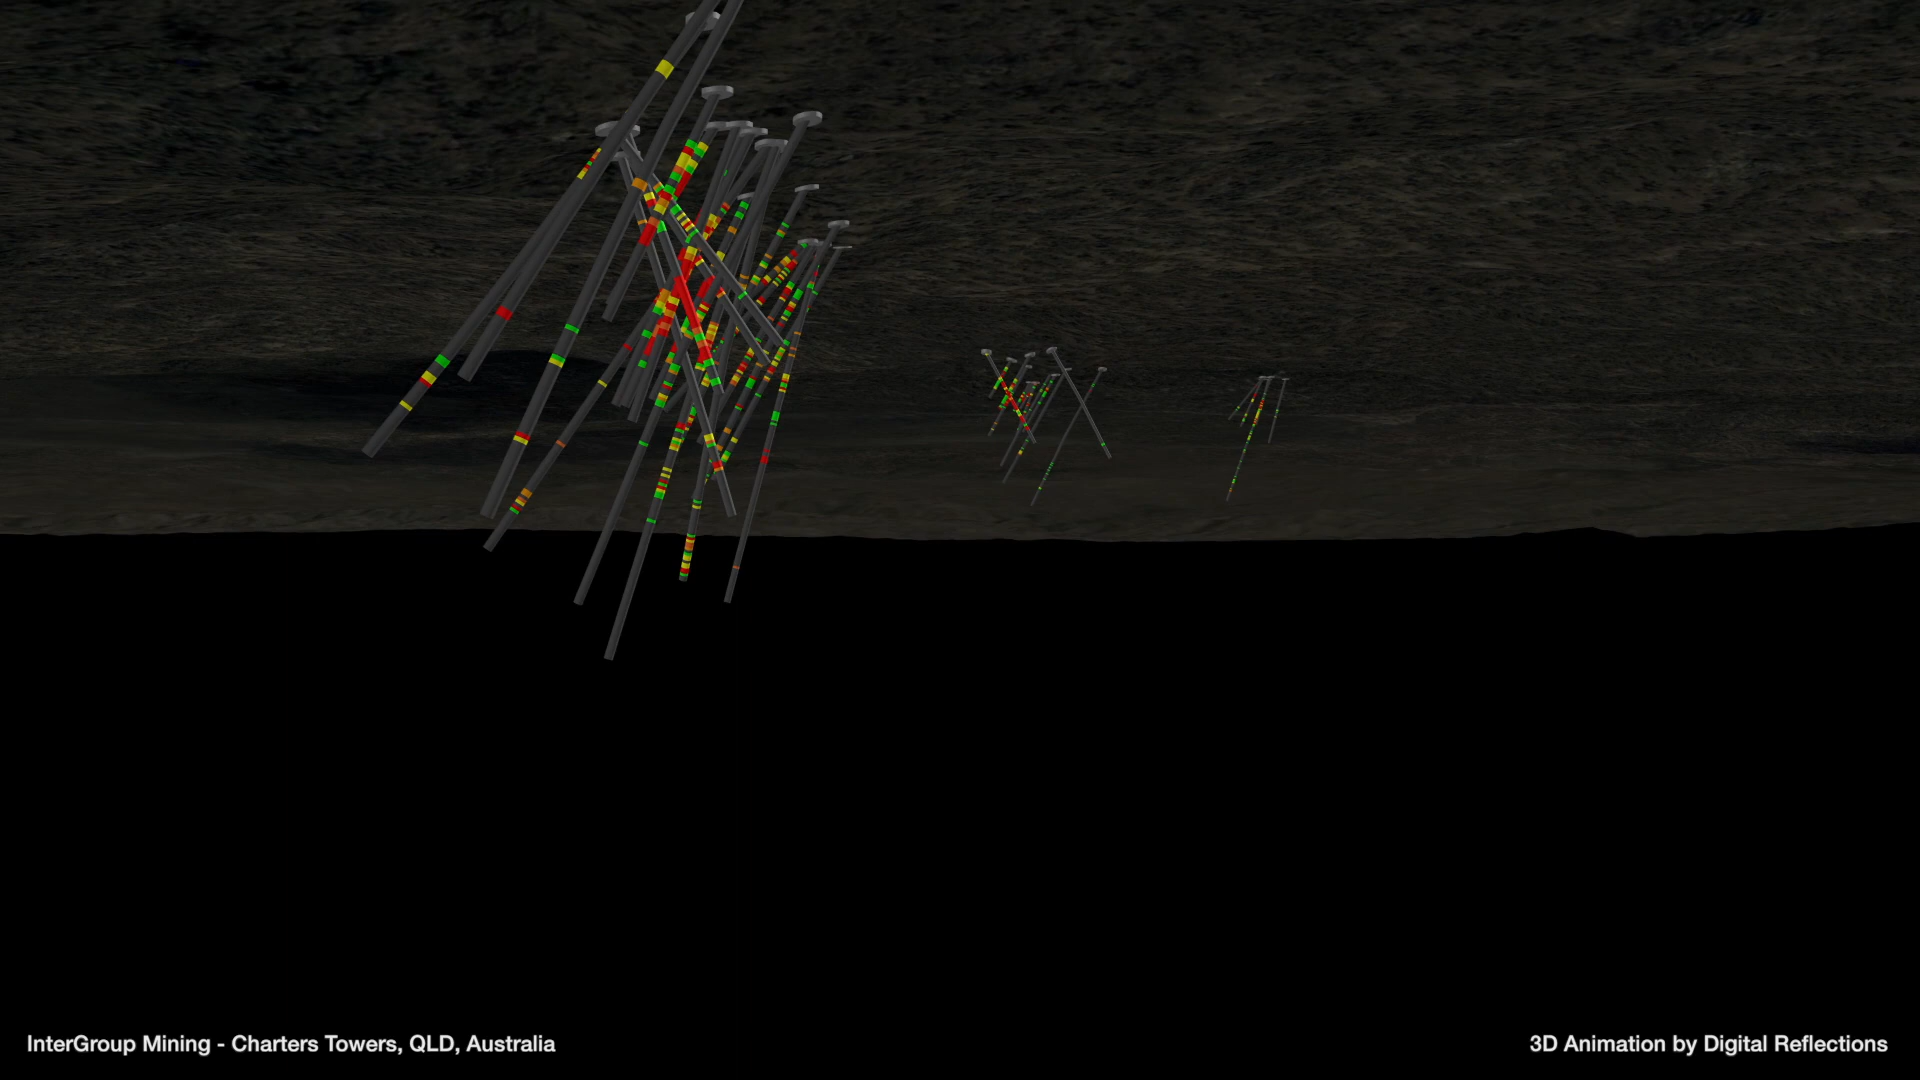 InterGroup Mining - Charters Towers, QLD, Australia
3D Animation by Digital Reflections